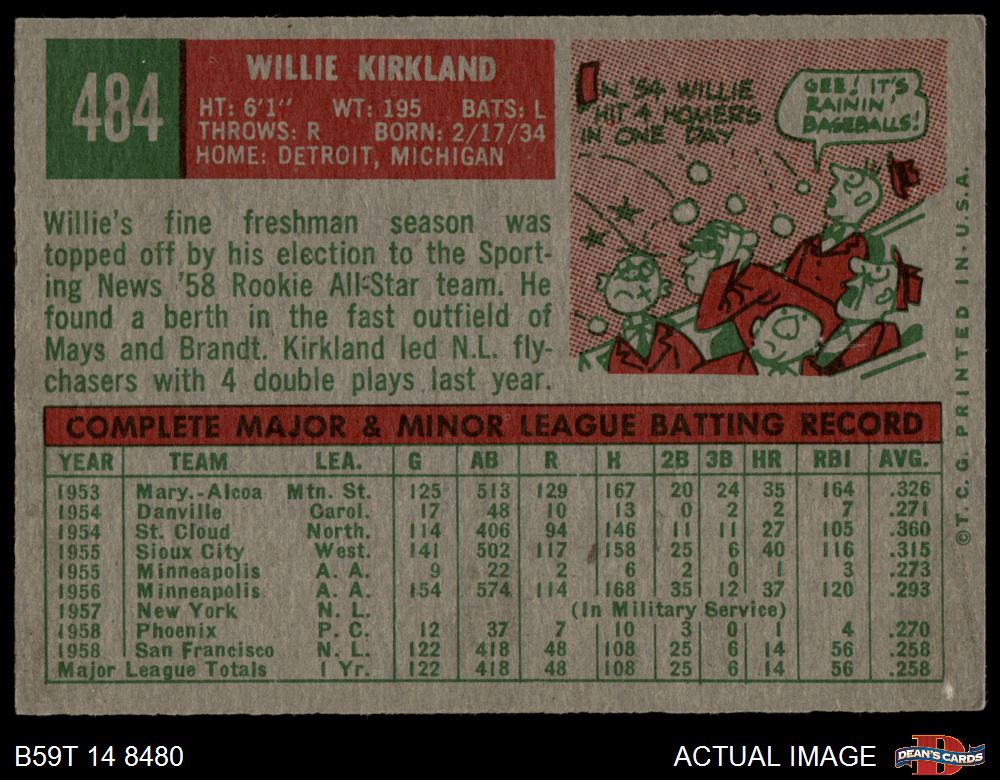 484
WILLIE KIRKLAND
HT: 6'1" WT: 195 BATS: L
THROWS: R BORN: 2/17/34
HOME: DETROIT, MICHIGAN
IN '54 WILLIE
HIT 4 HOMERS
IN ONE DAY
GEE! IT'S
RAININ'
BASEBALLS!
Willie's fine freshman season was
topped off by his election to the Sport-
ing News '58 Rookie All-Star team. He
found a berth in the fast outfield of
Mays and Brandt. Kirkland led N.L. fly-
chasers with 4 double plays last year.
COMPLETE MAJOR & MINOR LEAGUE BATTING RECORD
YEAR TEAM LEA. G AB R H 2B 3B HR RBI AVG.
1953 Mary.-Alcoa Mtn. St. 125 513 129 167 20 24 35 164 .326
1954 Danville Carol. 17 48 10 13 0 2 2 7 .271
1954 St. Cloud North. 114 406 94 146 11 11 27 105 .360
1955 Sioux City West. 141 502 117 158 25 6 40 116 .315
1955 Minneapolis A. A. 9 22 2 6 2 0 1 3 .273
1956 Minneapolis A. A. 154 574 114 168 35 12 37 120 .293
1957 New York N. L. (In Military Service)
1958 Phoenix P. C. 12 37 7 10 3 0 1 4 .270
1958 San Francisco N. L. 122 418 48 108 25 6 14 56 .258
Major League Totals 1 Yr. 122 418 48 108 25 6 14 56 .258
©T.C.G. PRINTED IN U.S.A.
B59T 14 8480
ACTUAL IMAGE
D
DEAN'S CARDS